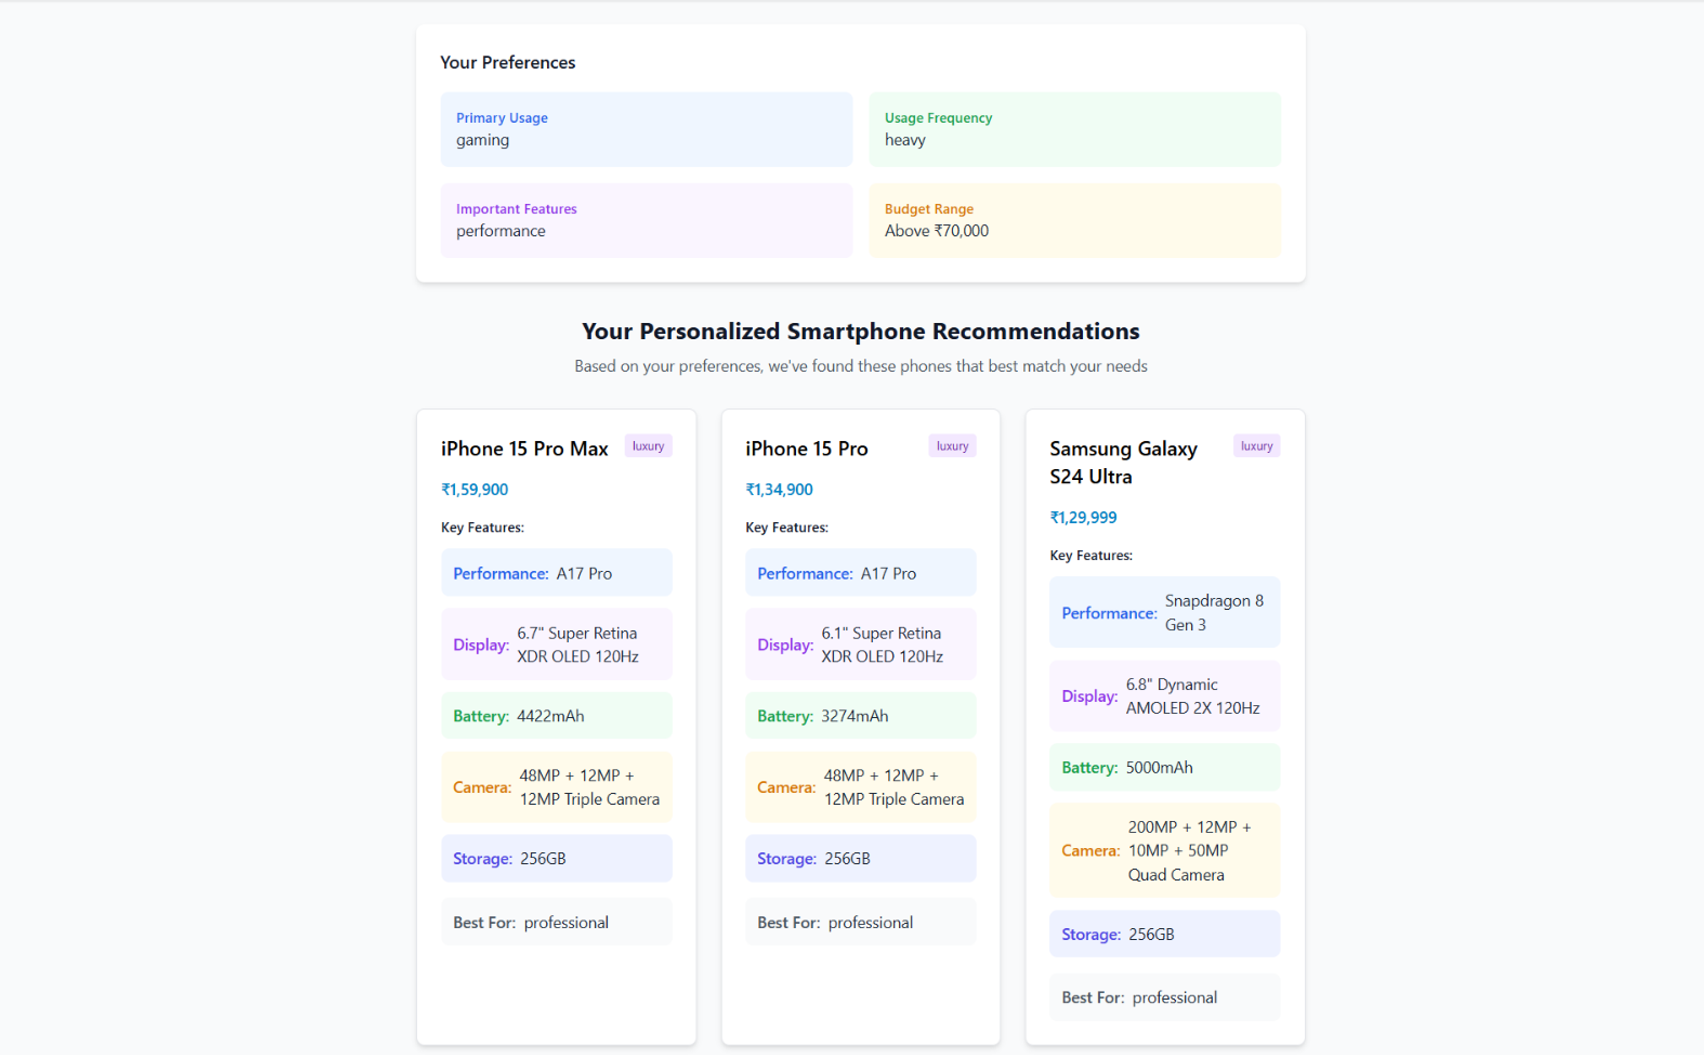 Your Preferences
Primary Usage
gaming
Usage Frequency
heavy
Important Features
performance
Budget Range
Above ₹70,000
Your Personalized Smartphone Recommendations
Based on your preferences, we've found these phones that best match your needs
iPhone 15 Pro Max luxury
₹1,59,900
Key Features:
Performance: A17 Pro
Display: 6.7" Super Retina
XDR OLED 120Hz
Battery: 4422mAh
Camera: 48MP + 12MP +
12MP Triple Camera
Storage: 256GB
Best For: professional
iPhone 15 Pro luxury
₹1,34,900
Key Features:
Performance: A17 Pro
Display: 6.1" Super Retina
XDR OLED 120Hz
Battery: 3274mAh
Camera: 48MP + 12MP +
12MP Triple Camera
Storage: 256GB
Best For: professional
Samsung Galaxy luxury
S24 Ultra
₹1,29,999
Key Features:
Performance: Snapdragon 8
Gen 3
Display: 6.8" Dynamic
AMOLED 2X 120Hz
Battery: 5000mAh
Camera: 200MP + 12MP +
10MP + 50MP
Quad Camera
Storage: 256GB
Best For: professional